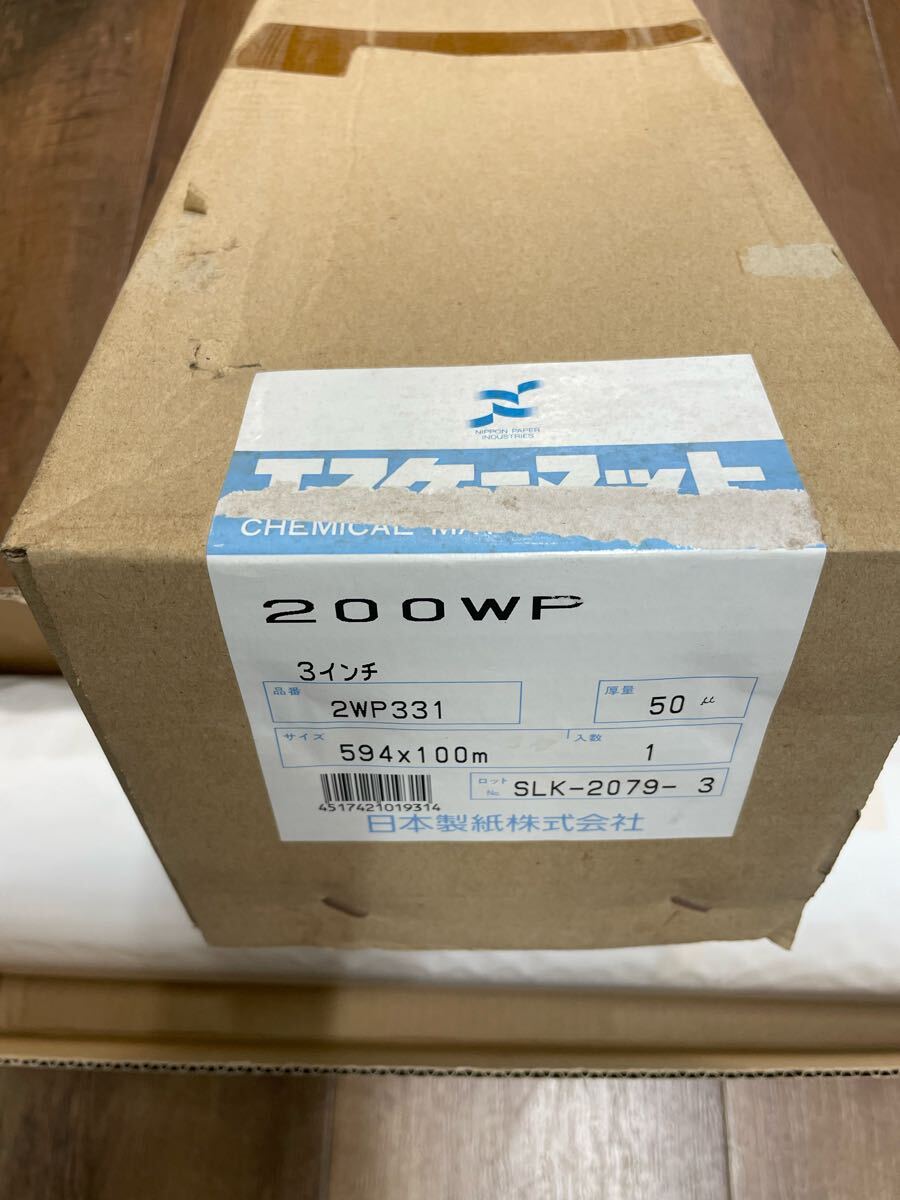 NIPPON PAPER
INDUSTRIES
エスケーマット
CHEMICAL
200WP
3インチ
品番 2WP331 厚量 50 μ
サイズ 594x100m 入数 1
ロット No. SLK-2079- 3
4517421019314
日本製紙株式会社